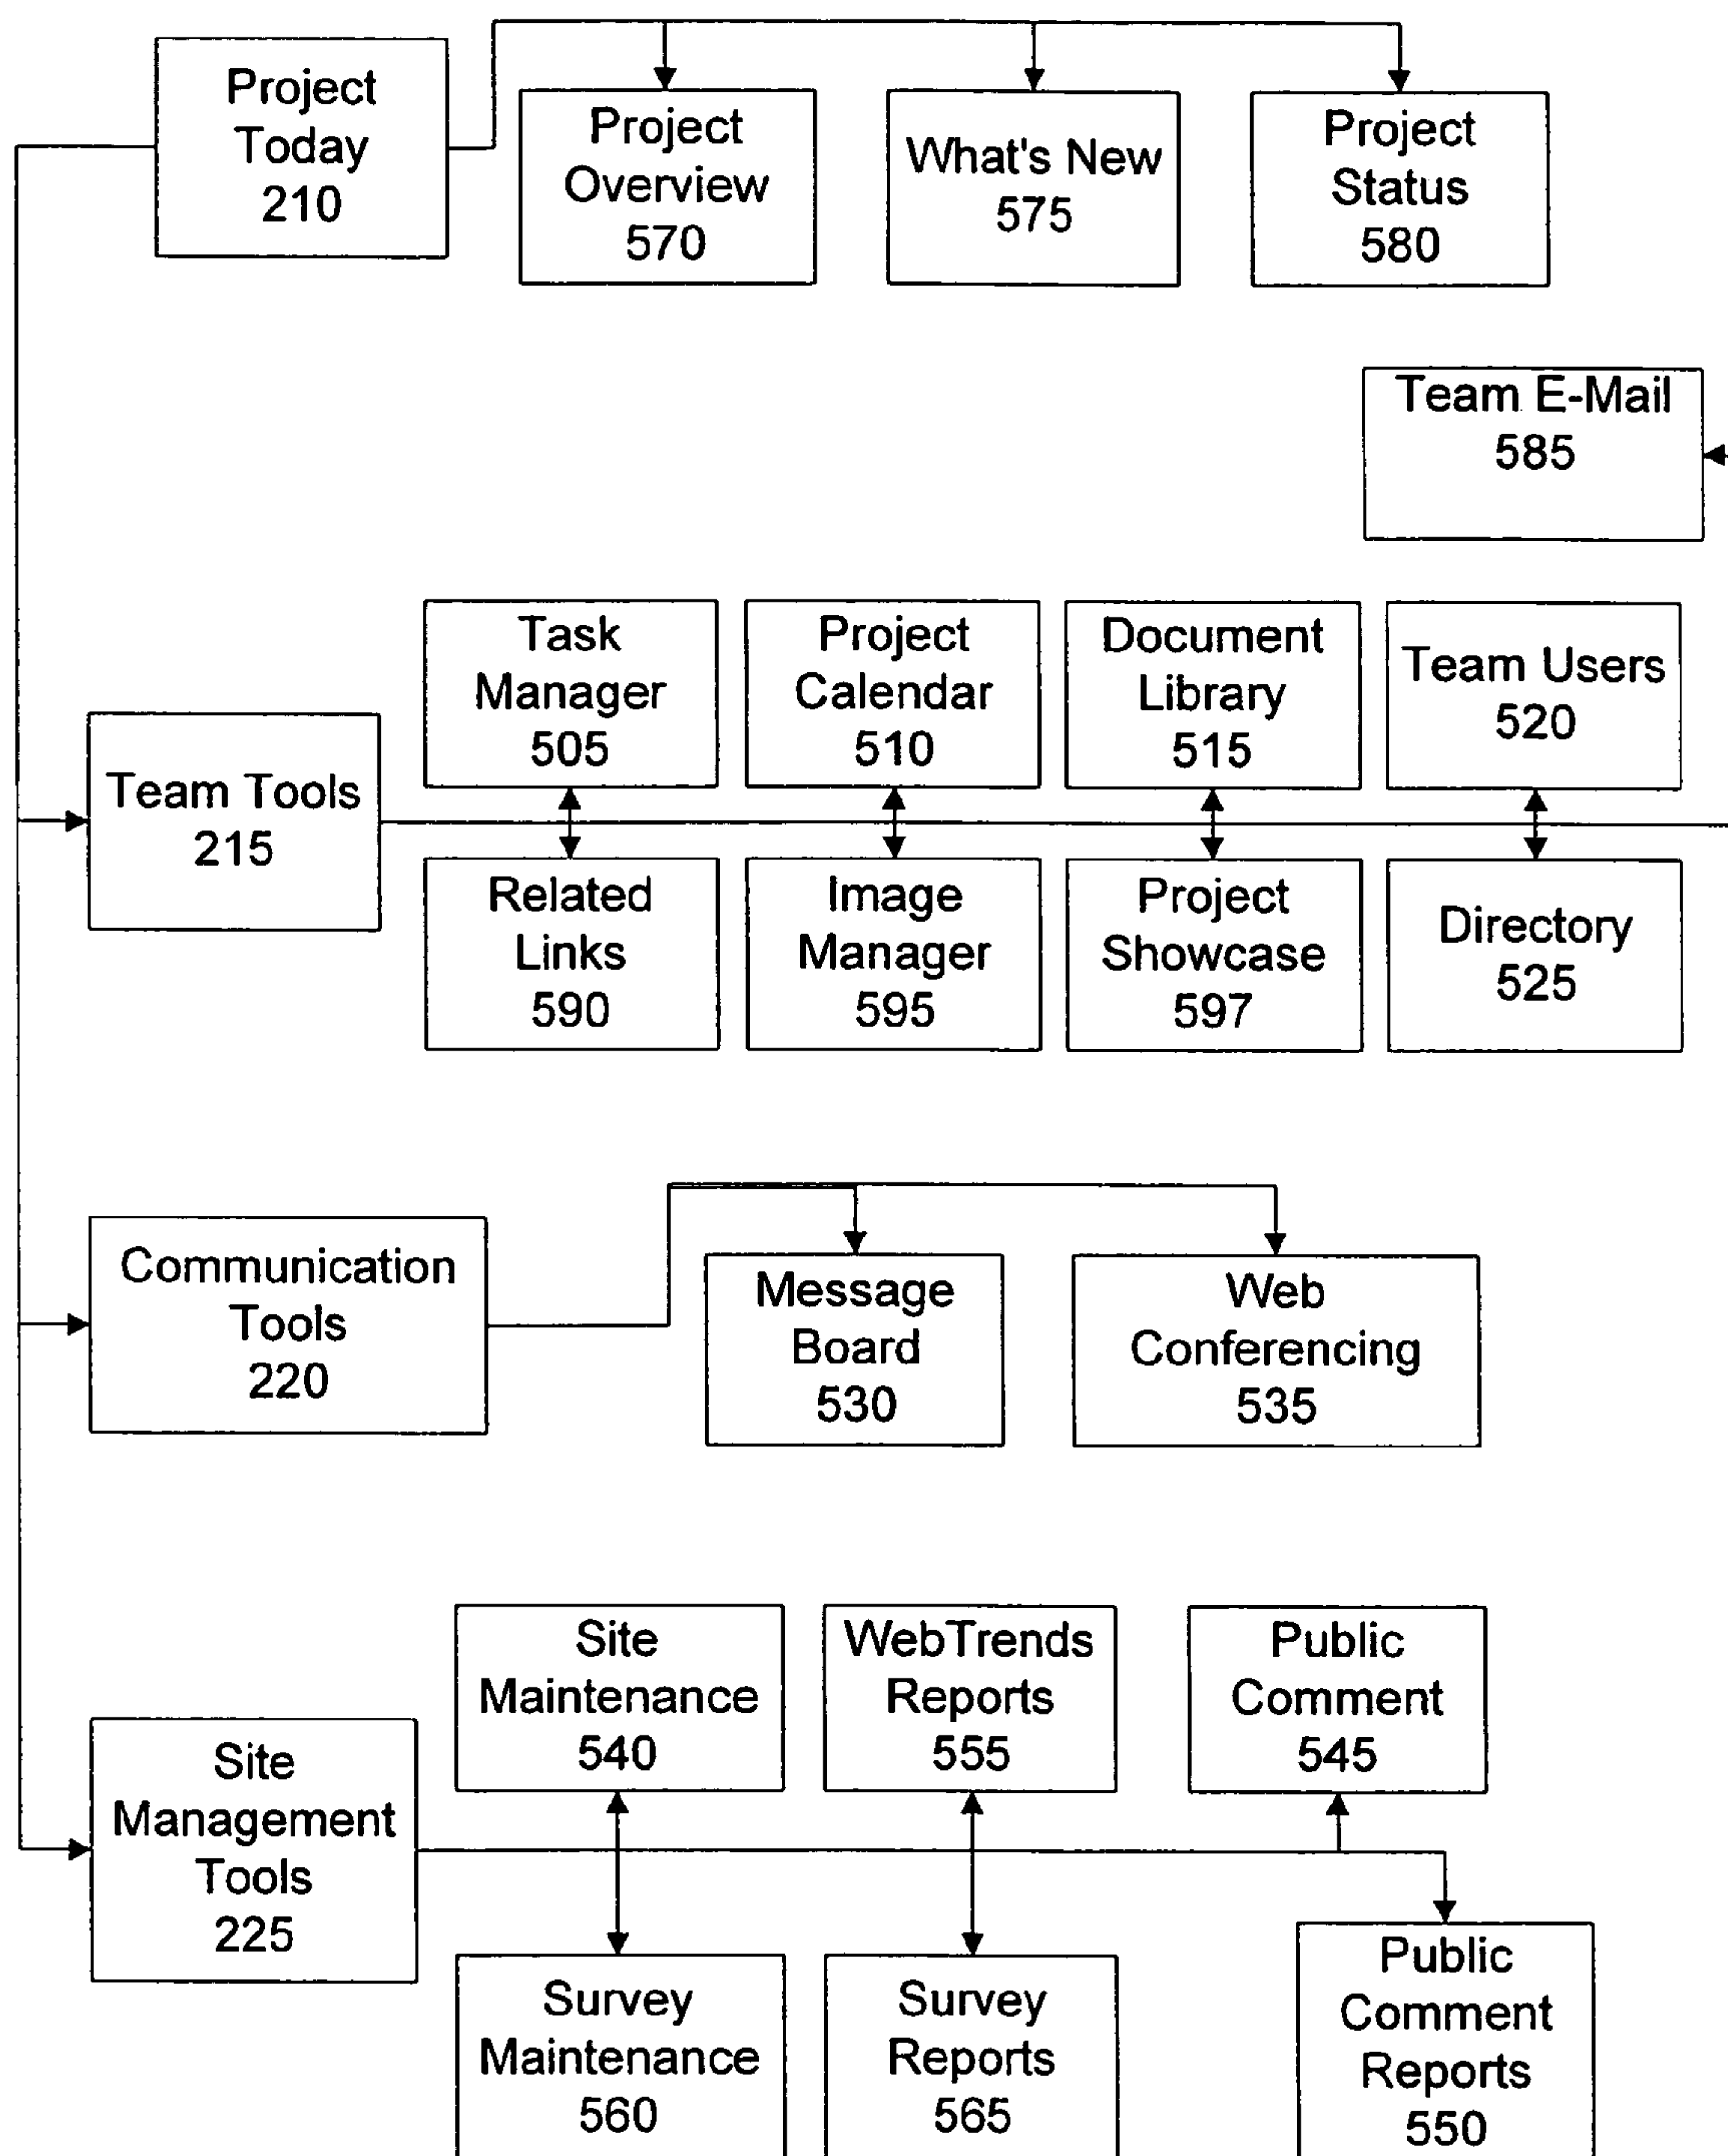 Project
Today
210
Project
Overview
570
What's New
575
Project
Status
580
Team E-Mail
585
Task
Manager
505
Project
Calendar
510
Document
Library
515
Team Users
520
Team Tools
215
Related
Links
590
Image
Manager
595
Project
Showcase
597
Directory
525
Communication
Tools
220
Message
Board
530
Web
Conferencing
535
Site
Maintenance
540
WebTrends
Reports
555
Public
Comment
545
Site
Management
Tools
225
Survey
Maintenance
560
Survey
Reports
565
Public
Comment
Reports
550